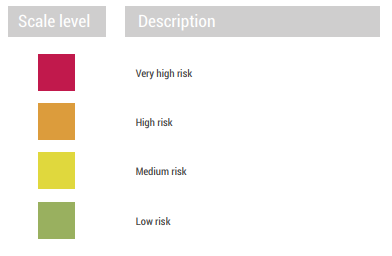 Scale level Description
Very high risk
High risk
Medium risk
Low risk